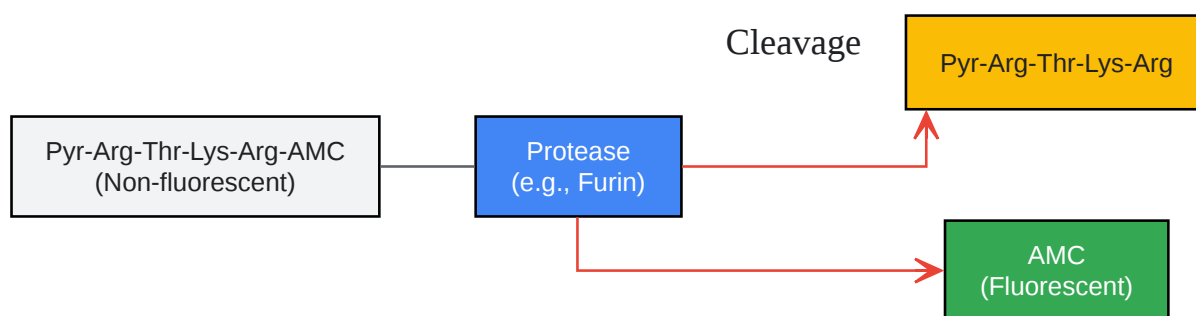 Cleavage
Pyr-Arg-Thr-Lys-Arg
Pyr-Arg-Thr-Lys-Arg-AMC
(Non-fluorescent)
Protease
(e.g., Furin)
AMC
(Fluorescent)